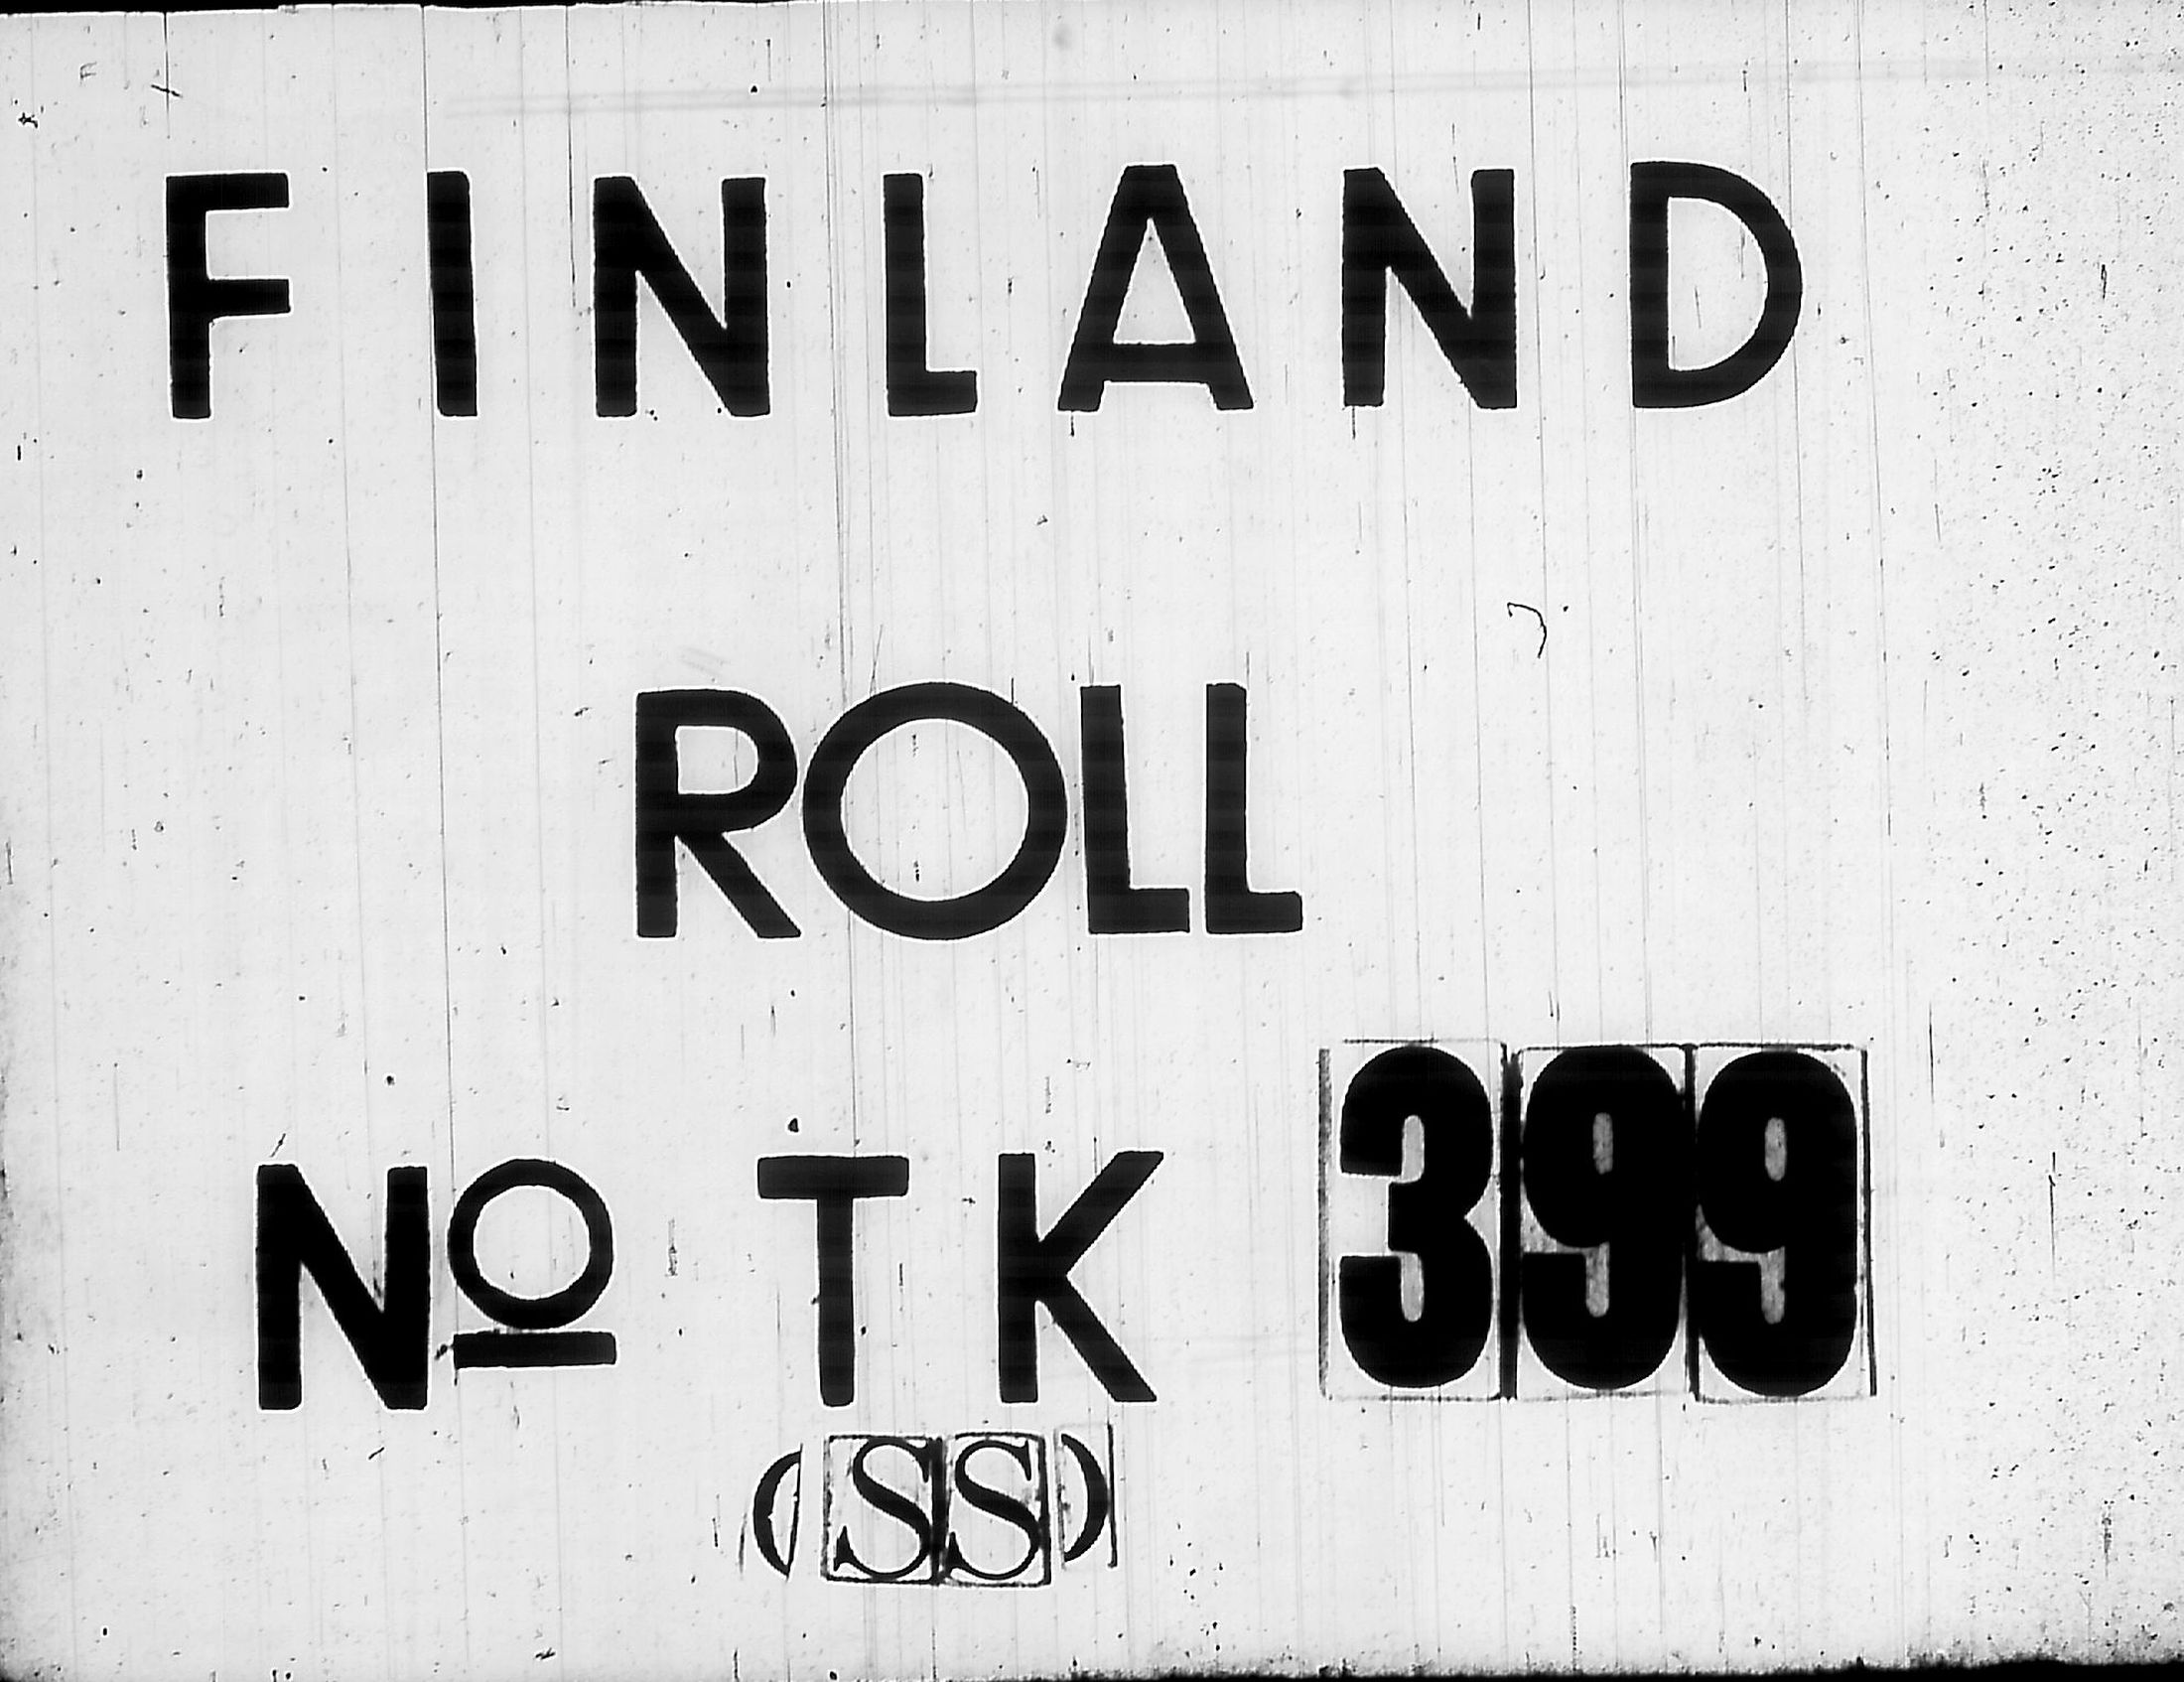 FINLAND
ROLL
Nº TK 399
(SS)